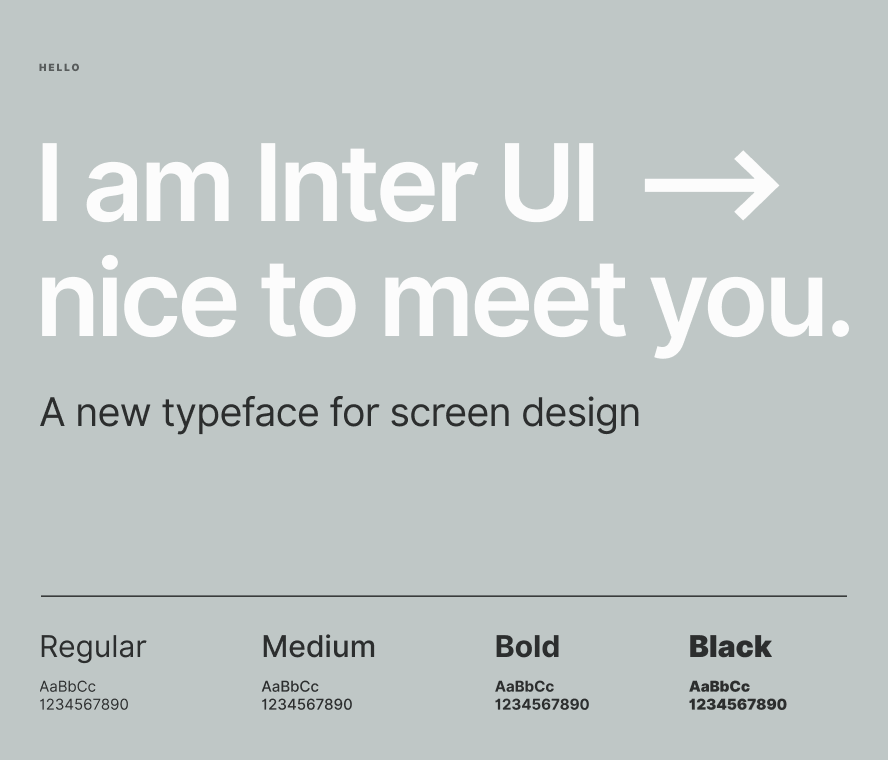 HELLO
I am Inter UI →
nice to meet you.
A new typeface for screen design
Regular
AaBbCc
1234567890
Medium
AaBbCc
1234567890
Bold
AaBbCc
1234567890
Black
AaBbCc
1234567890